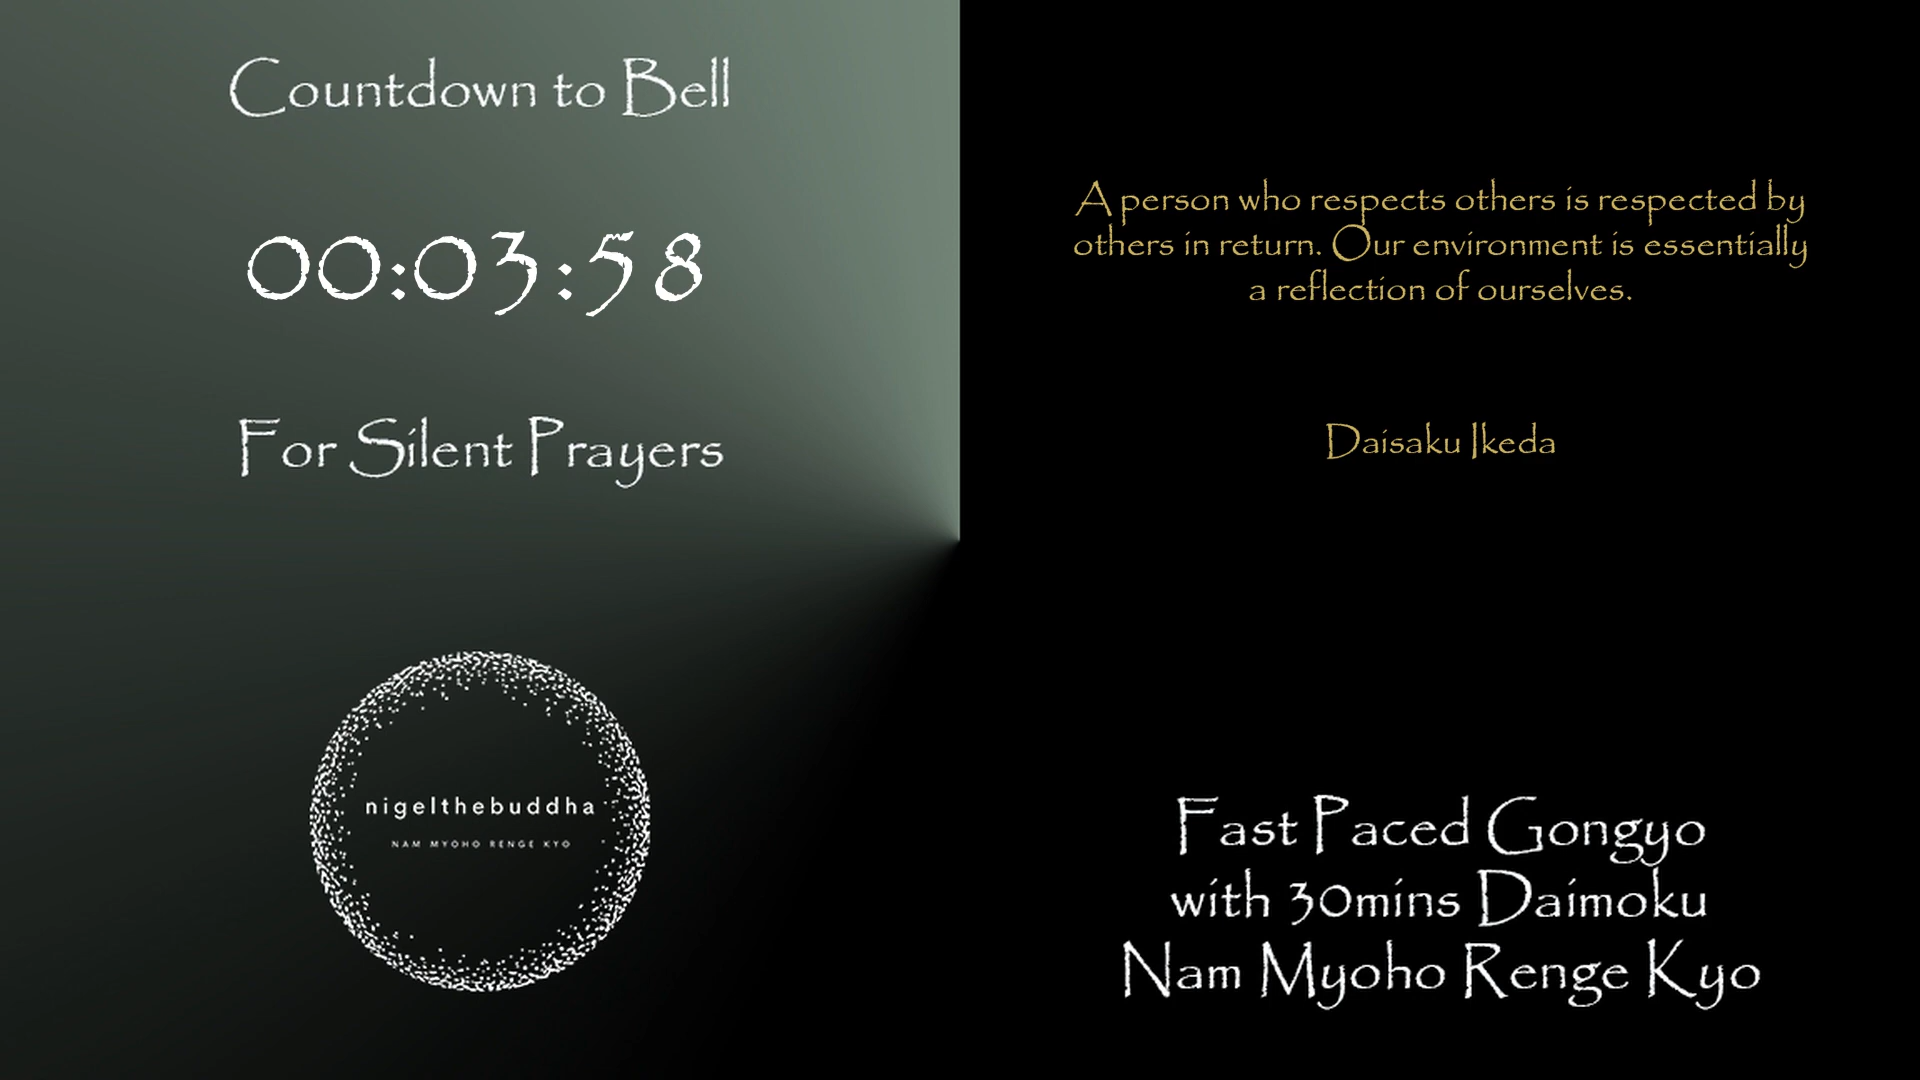 Countdown to Bell
00:03:58
For Silent Prayers
nigelthebuddha
NAM MYOHO RENGE KYO
A person who respects others is respected by
others in return. Our environment is essentially
a reflection of ourselves.
Daisaku Ikeda
Fast Paced Gongyo
with 30mins Daimoku
Nam Myoho Renge Kyo